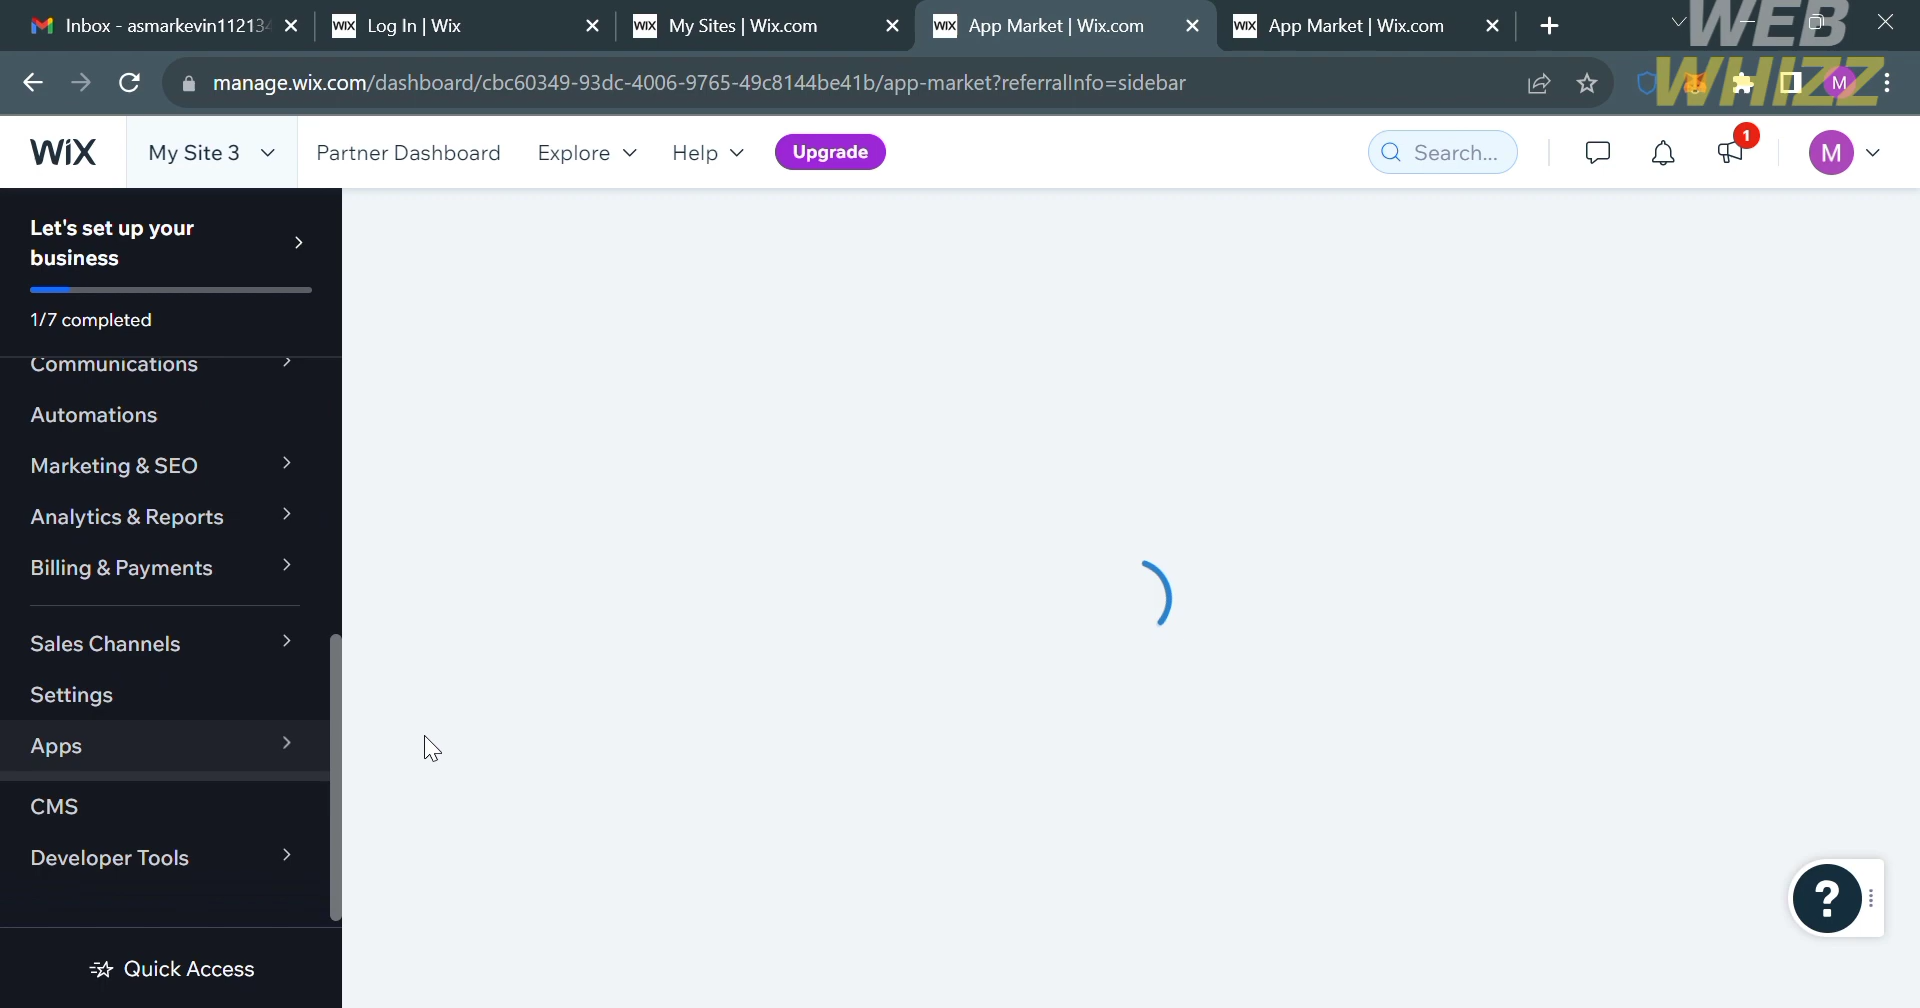 Inbox - asmarkevin11213
Log In | Wix
My Sites | Wix.com
App Market | Wix.com
App Market | Wix.com
WEB
WHIZZ
manage.wix.com/dashboard/cbc60349-93dc-4006-9765-49c8144be41b/app-market?referralInfo=sidebar
M
WiX
My Site 3
Partner Dashboard
Explore
Help
Upgrade
Search...
1
M
Let's set up your
business
1/7 completed
Communications
Automations
Marketing & SEO
Analytics & Reports
Billing & Payments
Sales Channels
Settings
Apps
CMS
Developer Tools
?
Quick Access